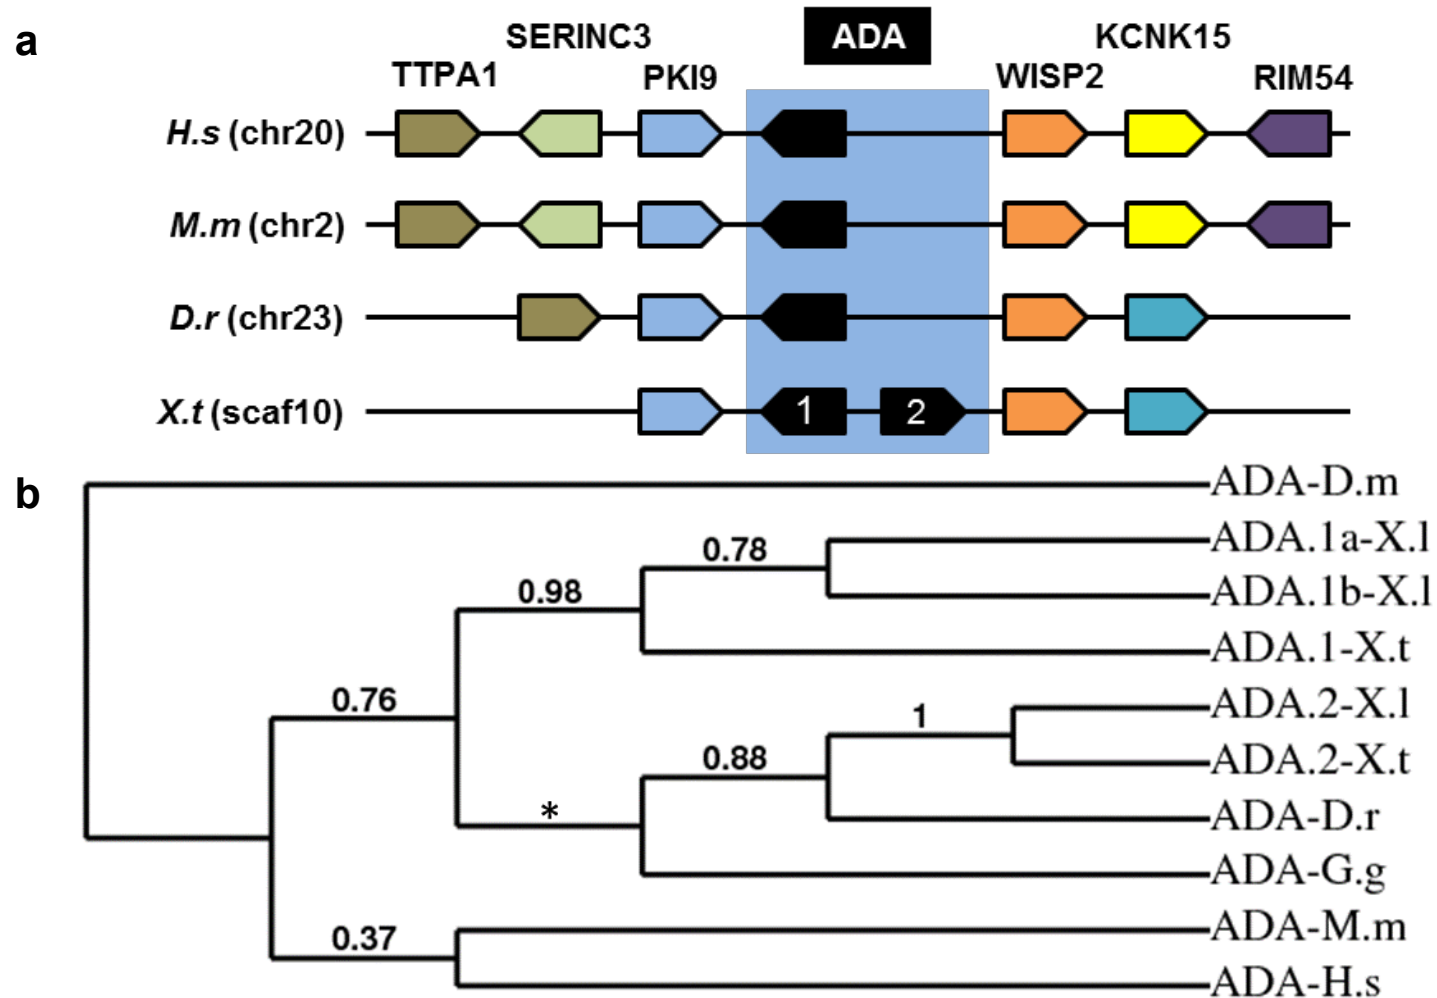 a
SERINC3 ADA KCNK15
TTPA1 PKI9 WISP2 RIM54
H.s (chr20)
M.m (chr2)
D.r (chr23)
X.t (scaf10) 1 2
b
ADA-D.m
0.78 ADA.1a-X.l
0.98 ADA.1b-X.l
ADA.1-X.t
0.76 1 ADA.2-X.l
0.88 ADA.2-X.t
* ADA-D.r
ADA-G.g
0.37 ADA-M.m
ADA-H.s